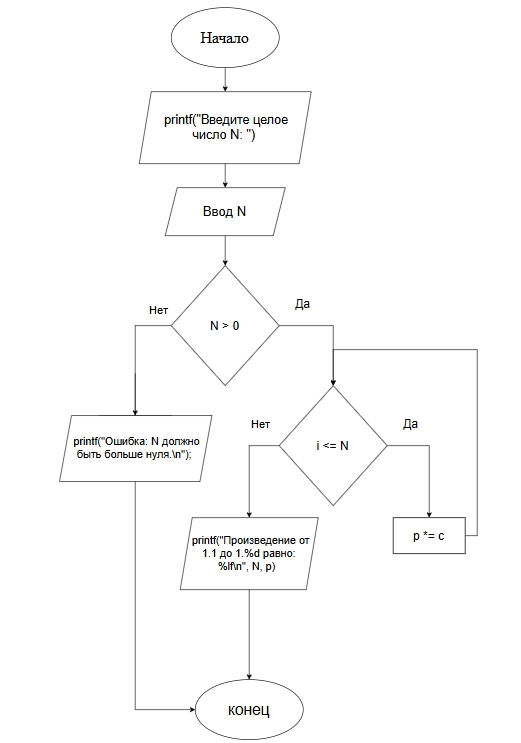 Начало
printf("Введите целое
число N: ")
Ввод N
N > 0
Нет
Да
printf("Ошибка: N должно
быть больше нуля.\n");
i <= N
Нет
Да
printf("Произведение от
1.1 до 1.%d равно:
%lf\n", N, p)
p *= c
конец